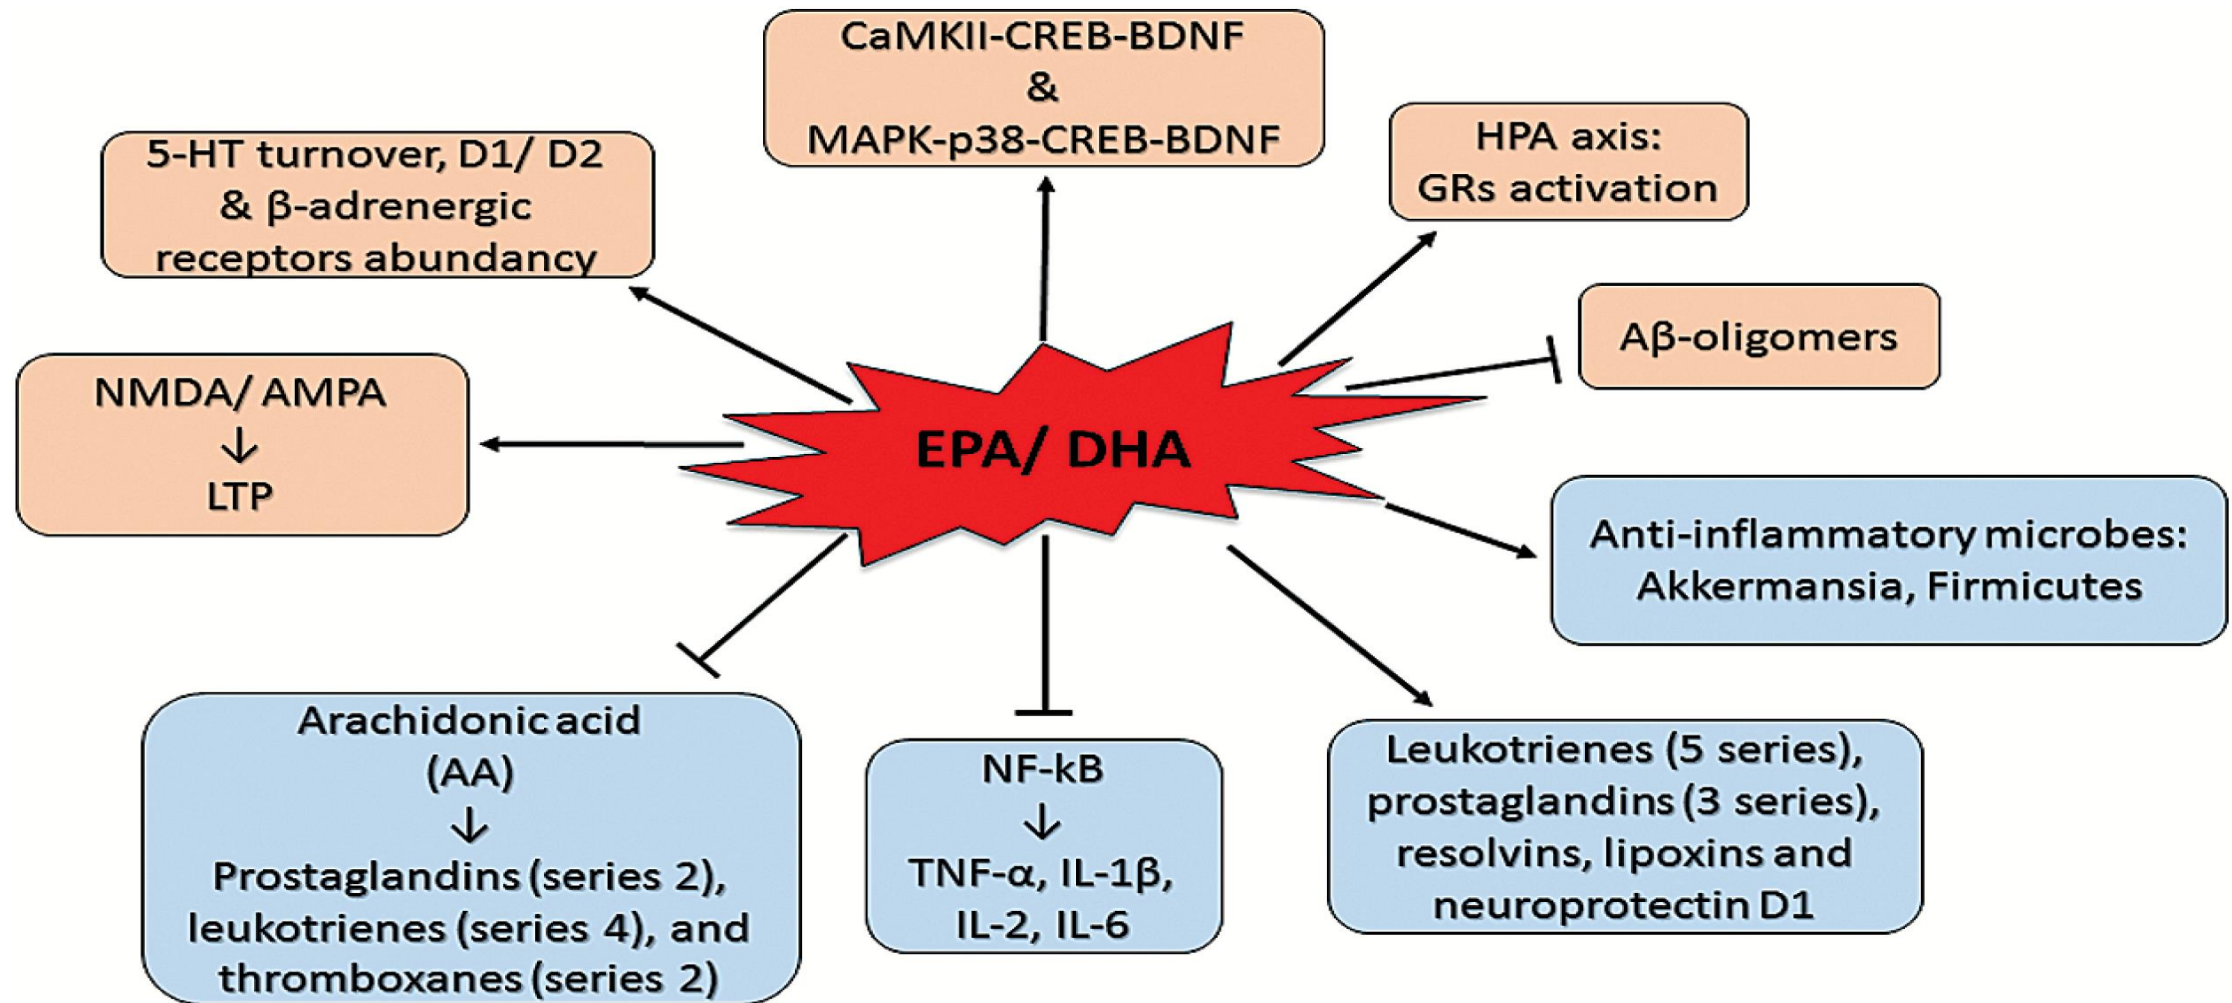 CaMKII-CREB-BDNF
&
MAPK-p38-CREB-BDNF
5-HT turnover, D1/ D2
& β-adrenergic
receptors abundancy
HPA axis:
GRs activation
Aβ-oligomers
NMDA/ AMPA
↓
LTP
EPA/ DHA
Anti-inflammatory microbes:
Akkermansia, Firmicutes
Arachidonic acid
(AA)
↓
Prostaglandins (series 2),
leukotrienes (series 4), and
thromboxanes (series 2)
NF-kB
↓
TNF-α, IL-1β,
IL-2, IL-6
Leukotrienes (5 series),
prostaglandins (3 series),
resolvins, lipoxins and
neuroprotectin D1